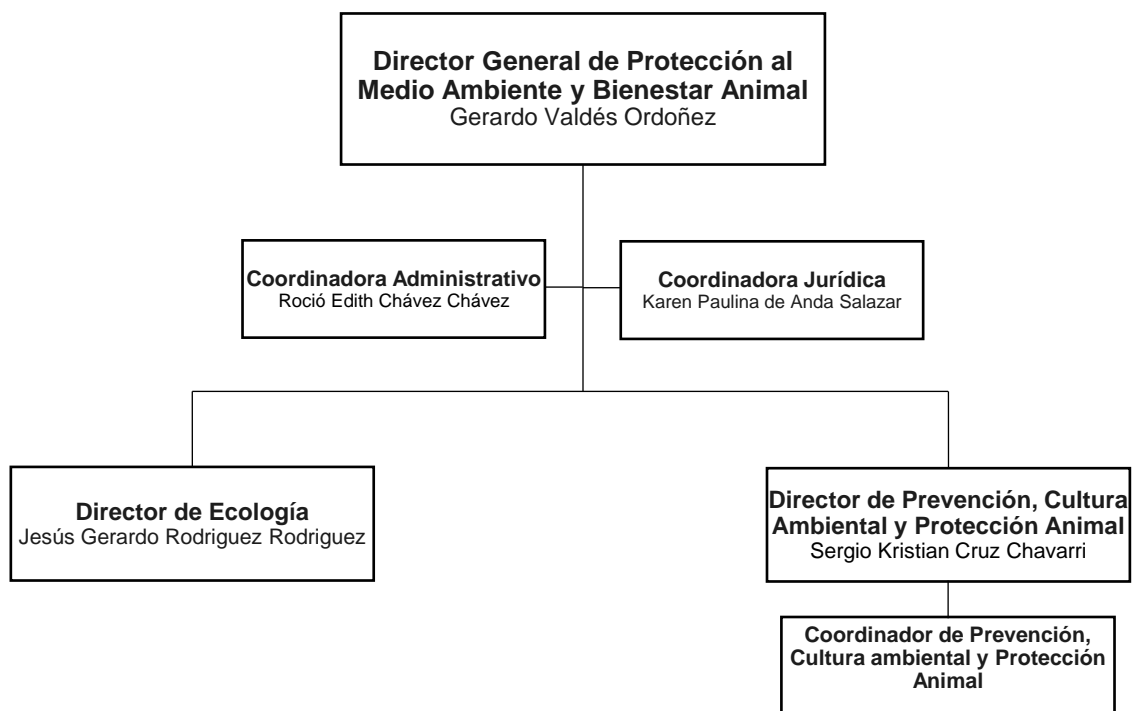 Director General de Protección al
Medio Ambiente y Bienestar Animal
Gerardo Valdés Ordoñez
Coordinadora Administrativo
Roció Edith Chávez Chávez
Coordinadora Jurídica
Karen Paulina de Anda Salazar
Director de Ecología
Jesús Gerardo Rodriguez Rodriguez
Director de Prevención, Cultura
Ambiental y Protección Animal
Sergio Kristian Cruz Chavarri
Coordinador de Prevención,
Cultura ambiental y Protección
Animal